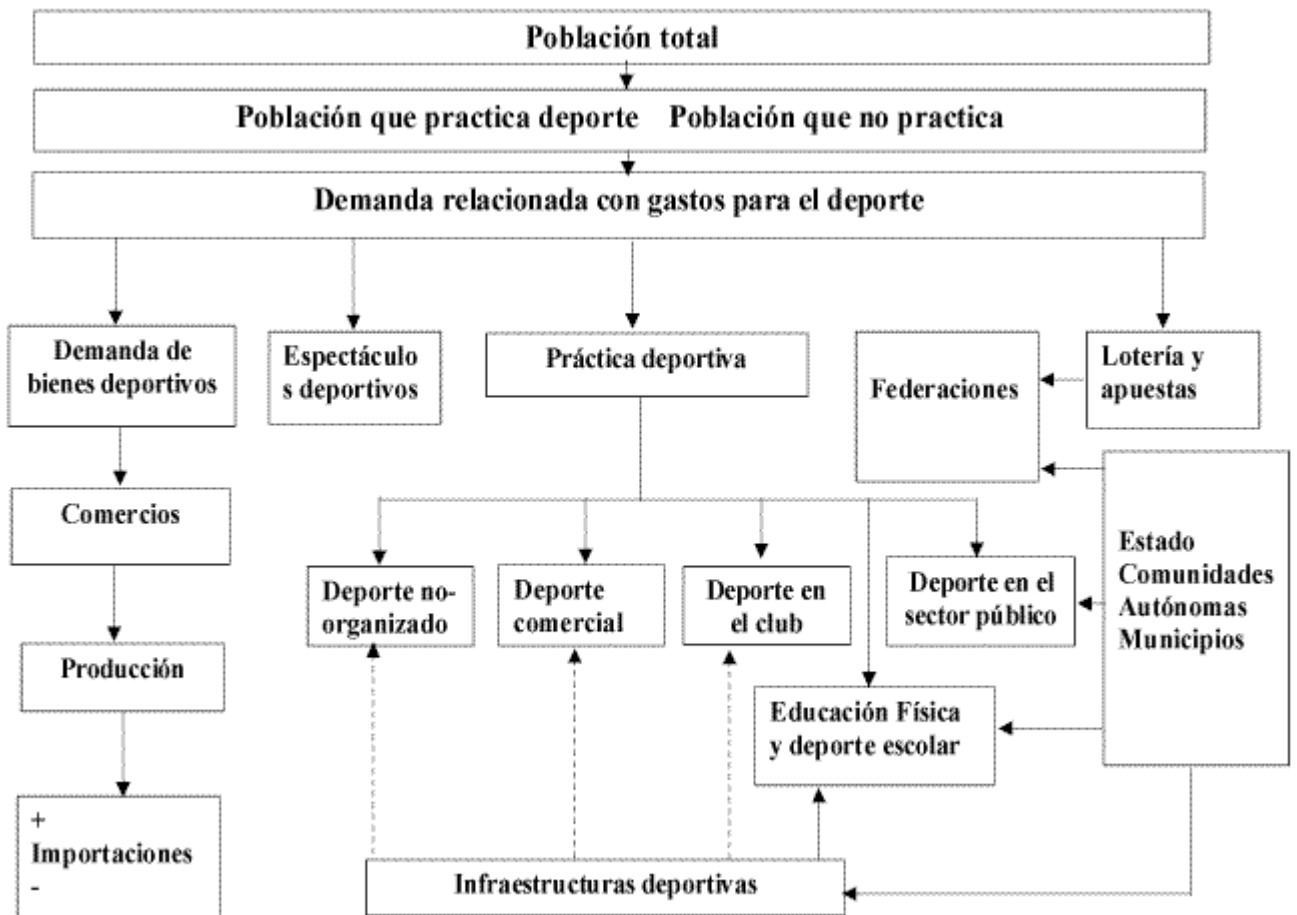 Población total
Población que practica deporte Población que no practica
Demanda relacionada con gastos para el deporte
Demanda de
bienes deportivos
Espectáculo
s deportivos
Práctica deportiva
Federaciones
Lotería y
apuestas
Comercios
Estado
Comunidades
Autónomas
Municipios
Deporte no-
organizado
Deporte
comercial
Deporte en
el club
Deporte en el
sector público
Producción
Educación Física
y deporte escolar
+
Importaciones
-
Infraestructuras deportivas